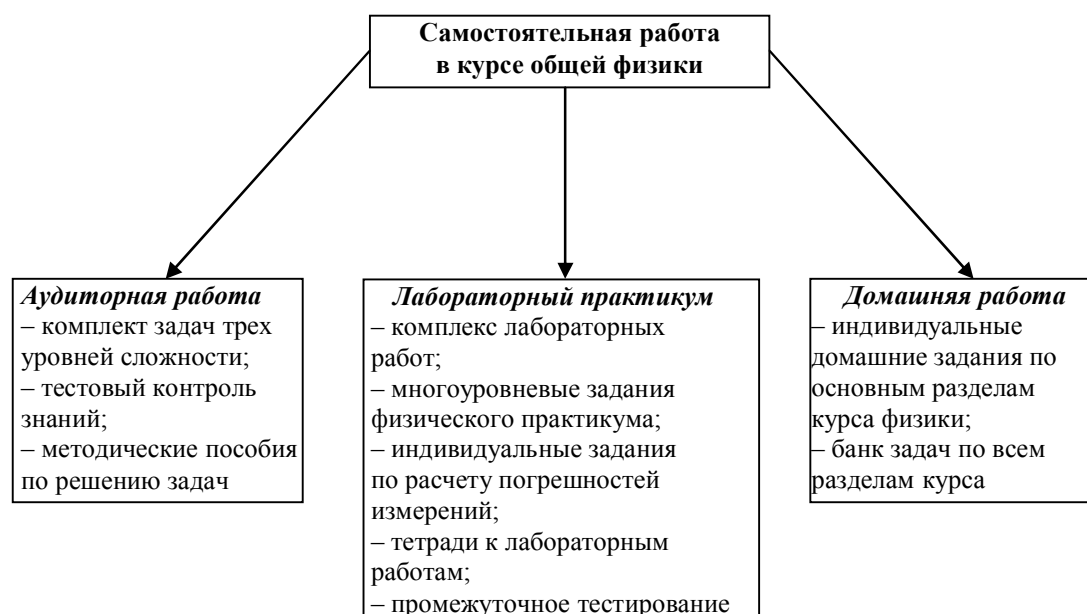 Самостоятельная работа
в курсе общей физики
Аудиторная работа
– комплект задач трех
уровней сложности;
– тестовый контроль
знаний;
– методические пособия
по решению задач
Лабораторный практикум
– комплекс лабораторных
работ;
– многоуровневые задания
физического практикума;
– индивидуальные задания
по расчету погрешностей
измерений;
– тетради к лабораторным
работам;
– промежуточное тестирование
Домашняя работа
– индивидуальные
домашние задания по
основным разделам
курса физики;
– банк задач по всем
разделам курса